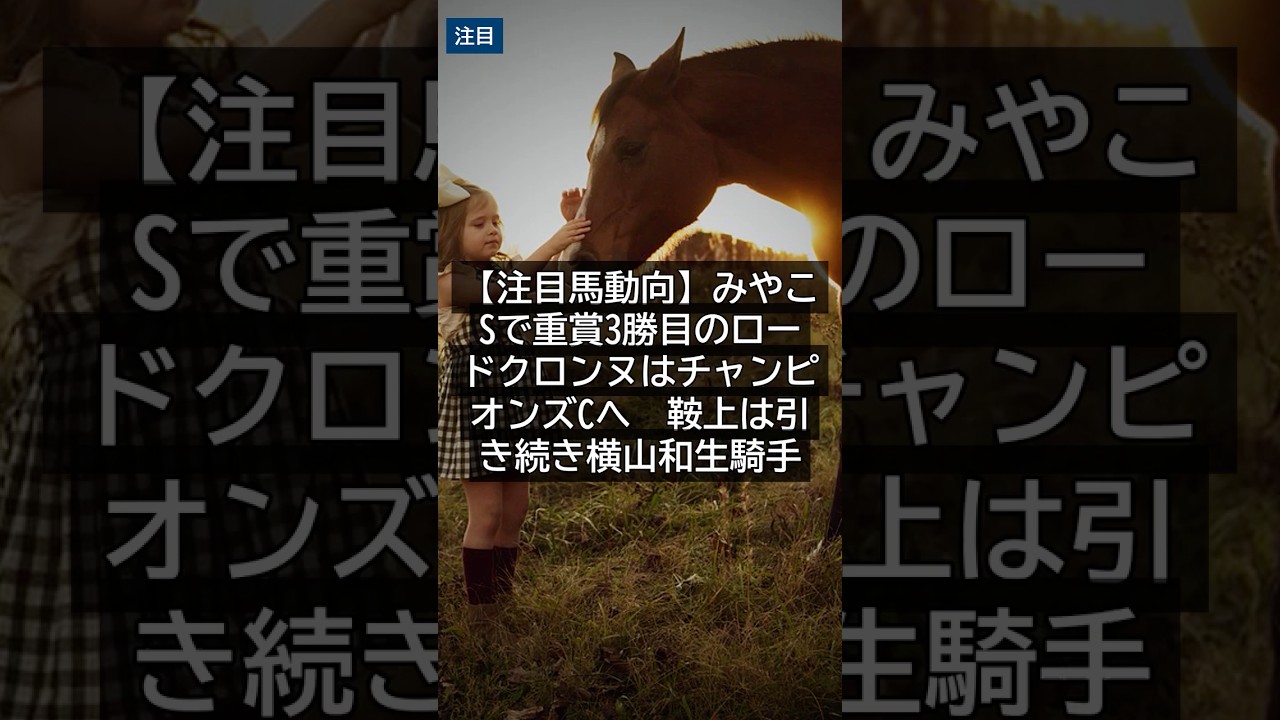 注目
【注目馬動向】みやこ
Sで重賞3勝目のロー
ドクロンヌはチャンピ
オンズCへ　鞍上は引
き続き横山和生騎手